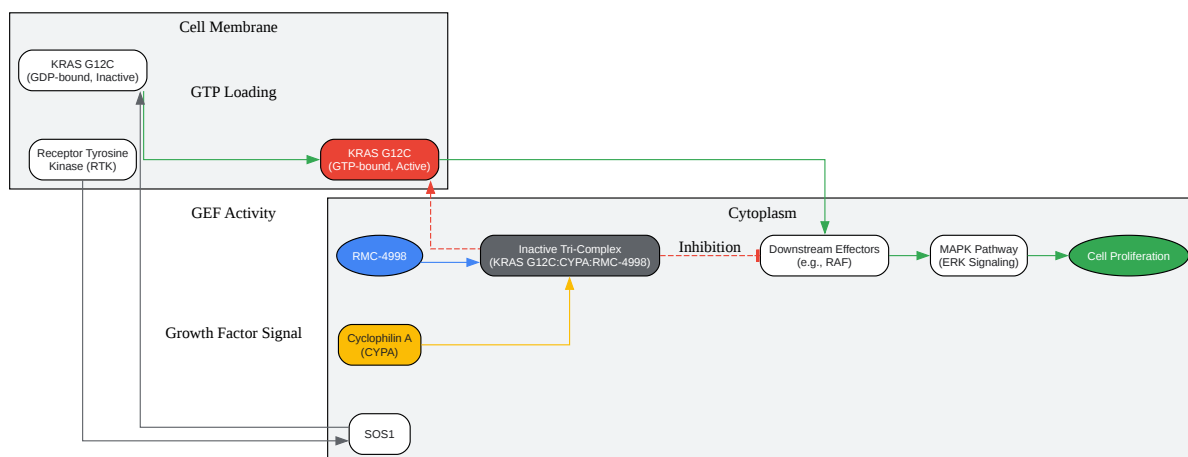 Cell Membrane
KRAS G12C
(GDP-bound, Inactive)
GTP Loading
Receptor Tyrosine
Kinase (RTK)
KRAS G12C
(GTP-bound, Active)
GEF Activity
Cytoplasm
RMC-4998
Inactive Tri-Complex
(KRAS G12C:CYPA:RMC-4998)
Inhibition
Downstream Effectors
(e.g., RAF)
MAPK Pathway
(ERK Signaling)
Cell Proliferation
Growth Factor Signal
Cyclophilin A
(CYPA)
SOS1